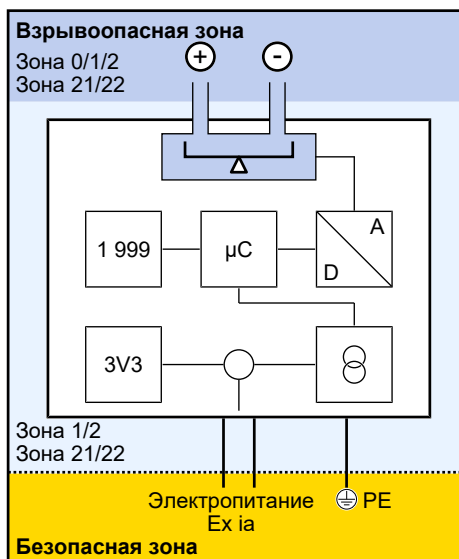 Взрывоопасная зона
Зона 0/1/2
Зона 21/22
+ -
A
D
1 999
µC
3V3
Зона 1/2
Зона 21/22
Электропитание
Ex ia
PE
Безопасная зона